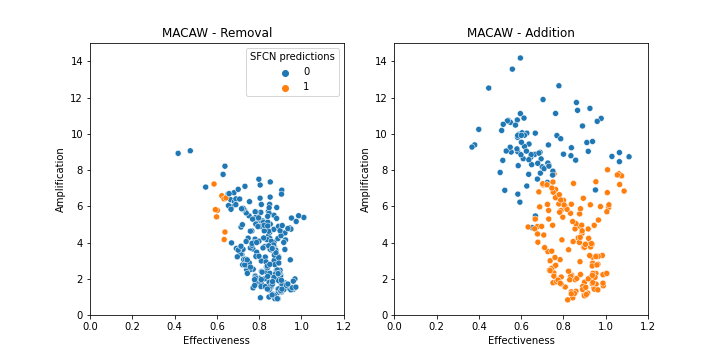 MACAW - Removal
MACAW - Addition
SFCN predictions
0
1
Amplification
14
12
10
8
6
4
2
0
0.0 0.2 0.4 0.6 0.8 1.0 1.2
Effectiveness
Amplification
14
12
10
8
6
4
2
0
0.0 0.2 0.4 0.6 0.8 1.0 1.2
Effectiveness